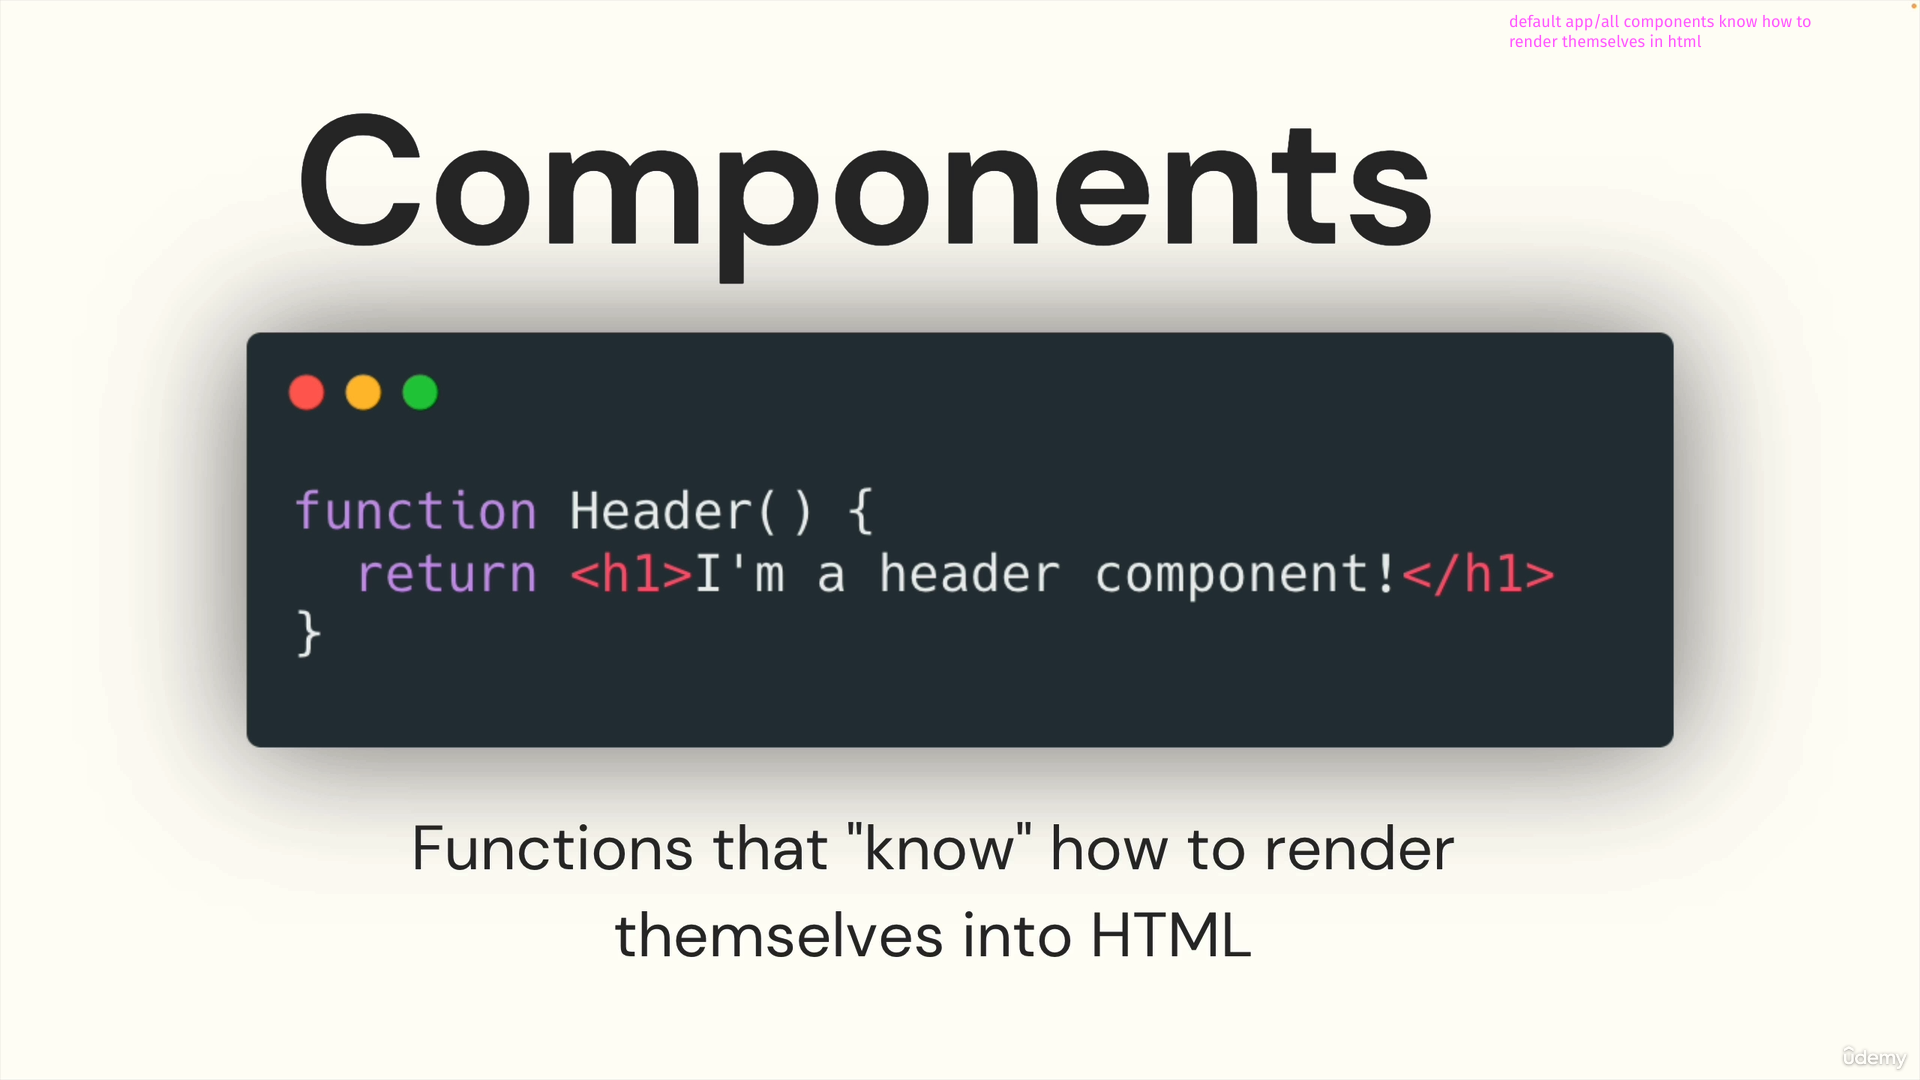 default app/all components know how to
render themselves in html
Components
function Header() {
  return <h1>I'm a header component!</h1>
}
Functions that "know" how to render
themselves into HTML
ûdemy